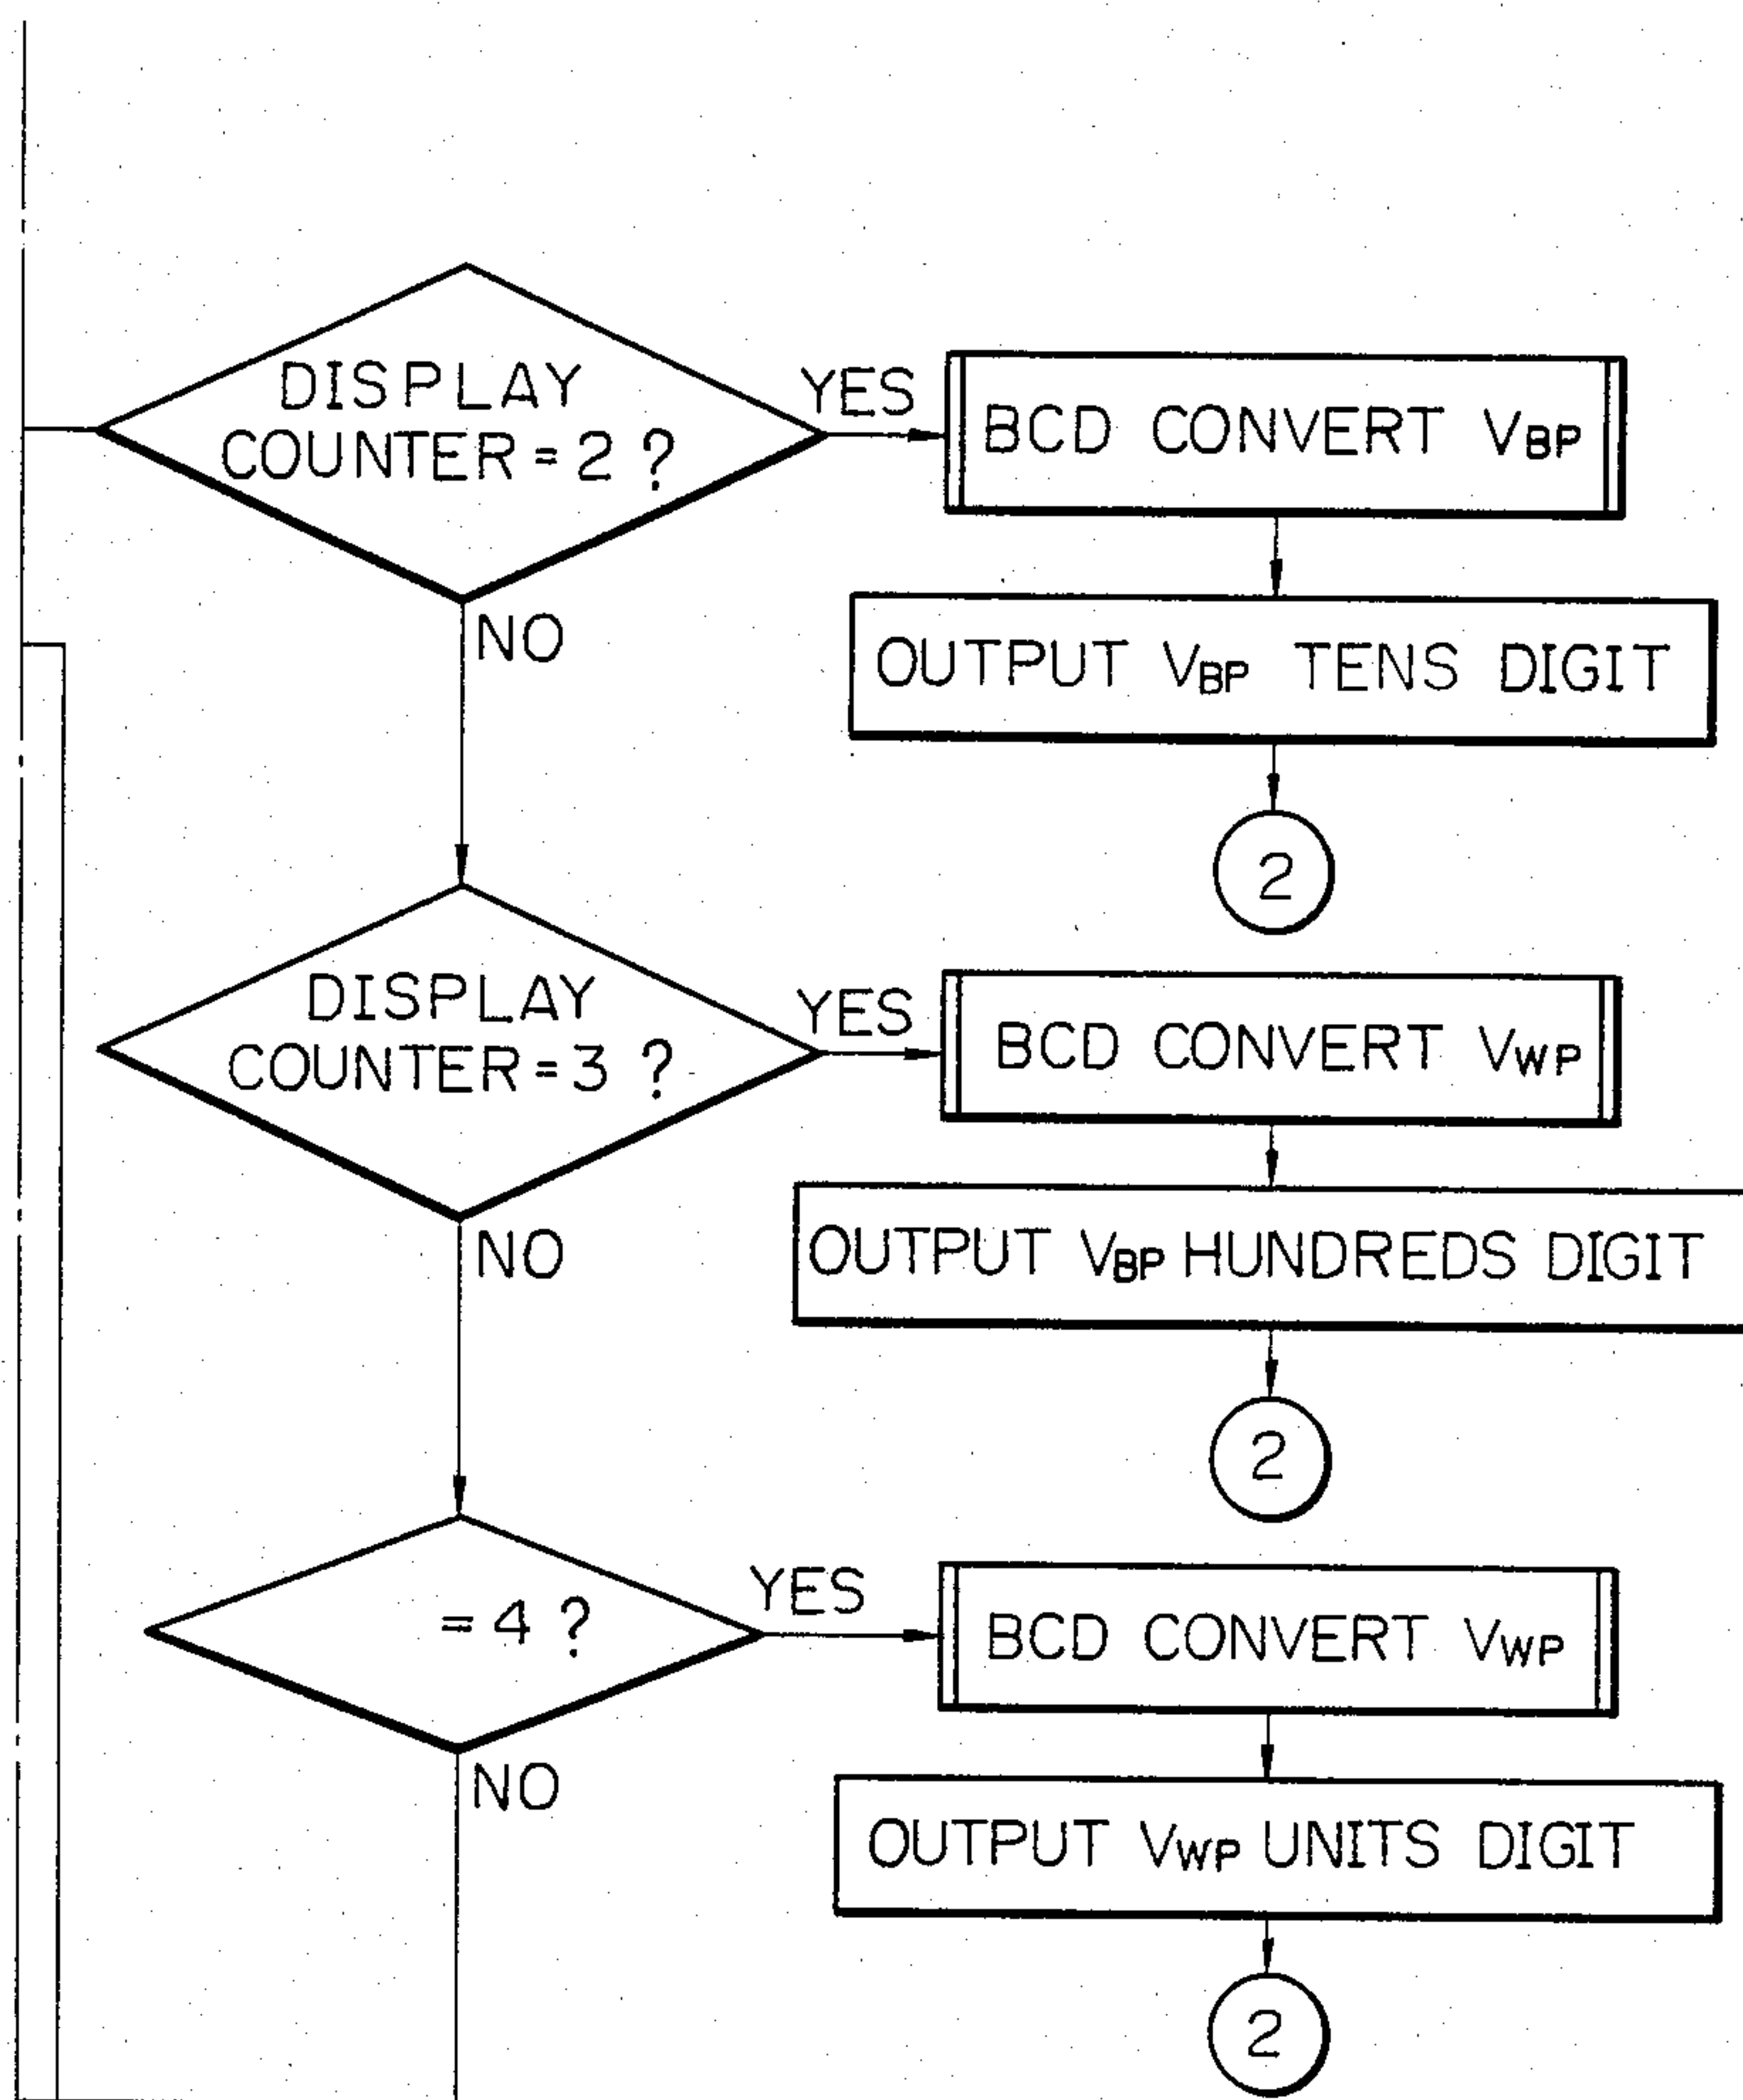 DISPLAY
COUNTER = 2 ?
YES
BCD CONVERT VBP
NO
OUTPUT VBP TENS DIGIT
2
DISPLAY
COUNTER = 3 ?
YES
BCD CONVERT VWP
NO
OUTPUT VBP HUNDREDS DIGIT
2
= 4 ?
YES
BCD CONVERT VWP
NO
OUTPUT VWP UNITS DIGIT
2